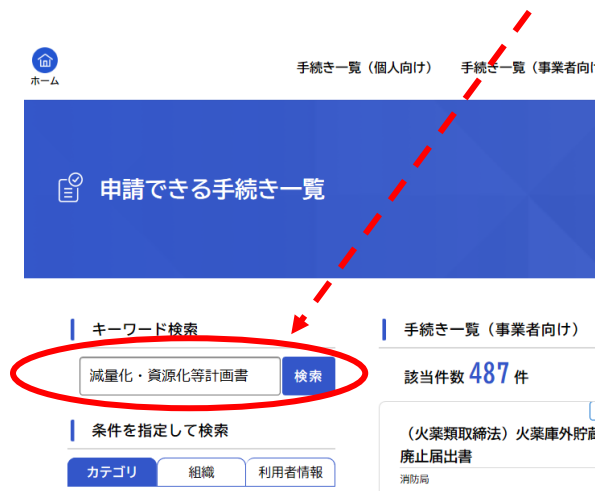 ホーム
手続き一覧（個人向け）
手続き一覧（事業者向け
申請できる手続き一覧
キーワード検索
減量化・資源化等計画書
検索
条件を指定して検索
カテゴリ
組織
利用者情報
手続き一覧（事業者向け）
該当件数 487 件
（火薬類取締法）火薬庫外貯蔵
廃止届出書
消防局